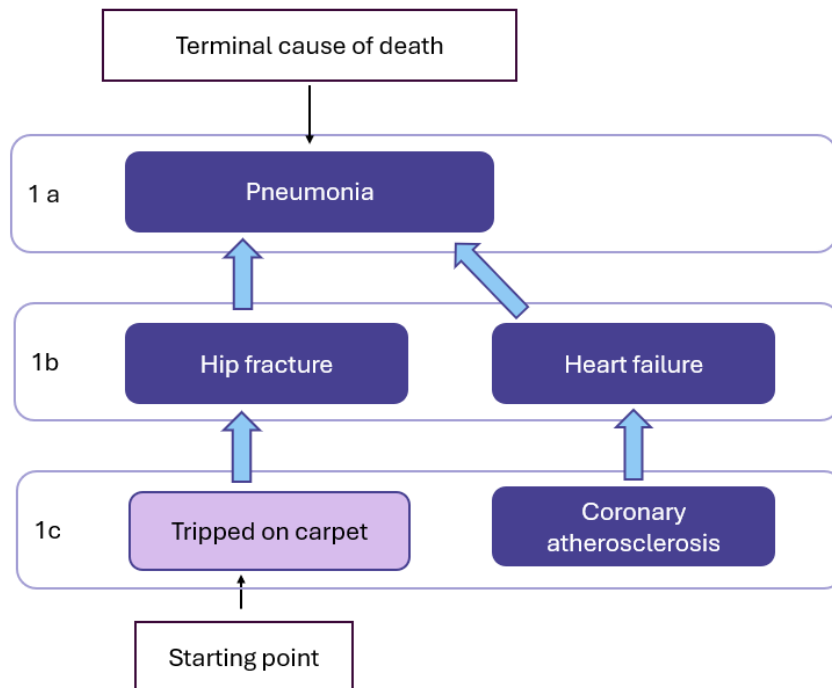 Terminal cause of death
1 a
Pneumonia
1b
Hip fracture
Heart failure
1c
Tripped on carpet
Coronary
atherosclerosis
Starting point